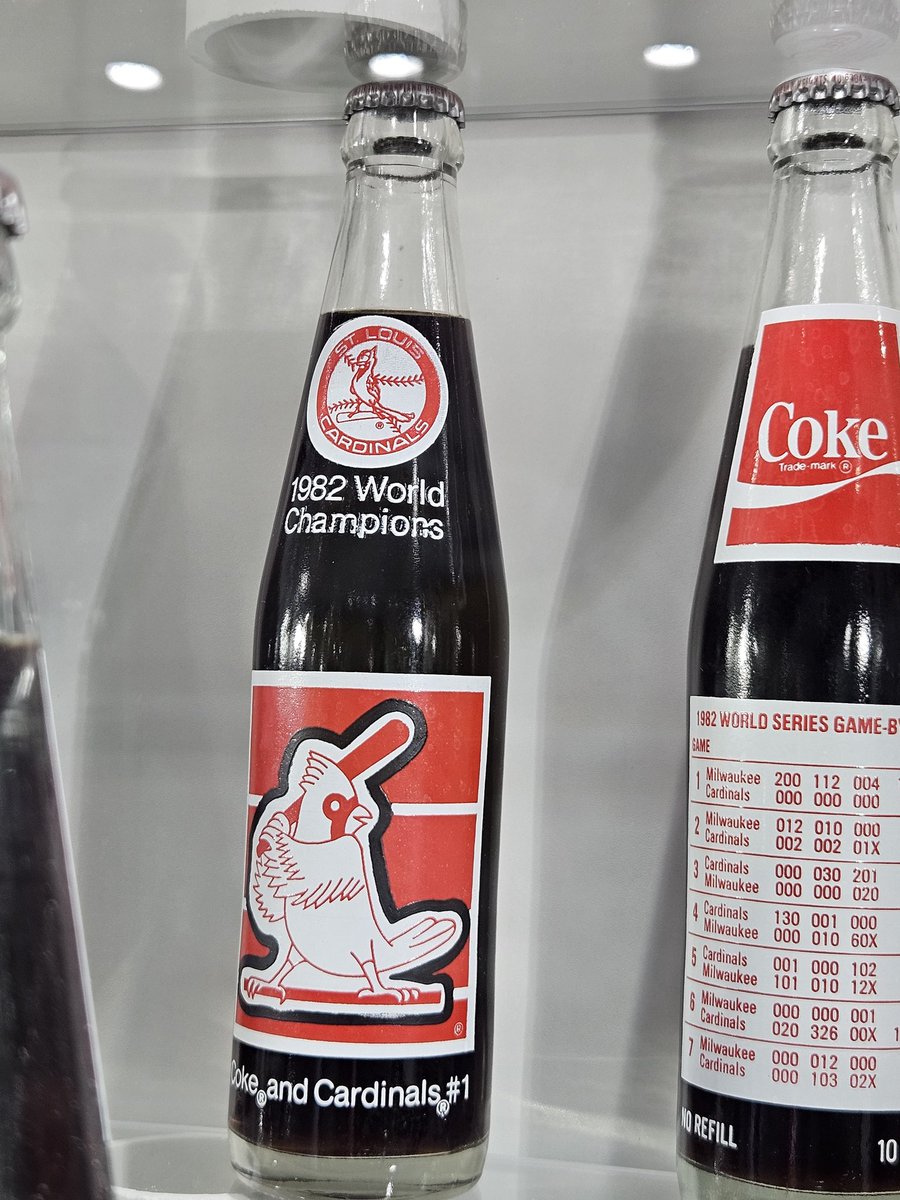 ST. LOUIS
CARDINALS
®
1982 World
Champions
®
Coke® and Cardinals® #1
Coke
Trade-mark ®
1982 WORLD SERIES GAME-B
GAME
1 Milwaukee 200 112 004
Cardinals 000 000 000
2 Milwaukee 012 010 000
Cardinals 002 002 01X
3 Cardinals 000 030 201
Milwaukee 000 000 020
4 Cardinals 130 001 000
Milwaukee 000 010 60X
5 Cardinals 001 000 102
Milwaukee 101 010 12X
6 Milwaukee 000 000 001
Cardinals 020 326 00X
7 Milwaukee 000 012 000
Cardinals 000 103 02X
NO REFILL
10